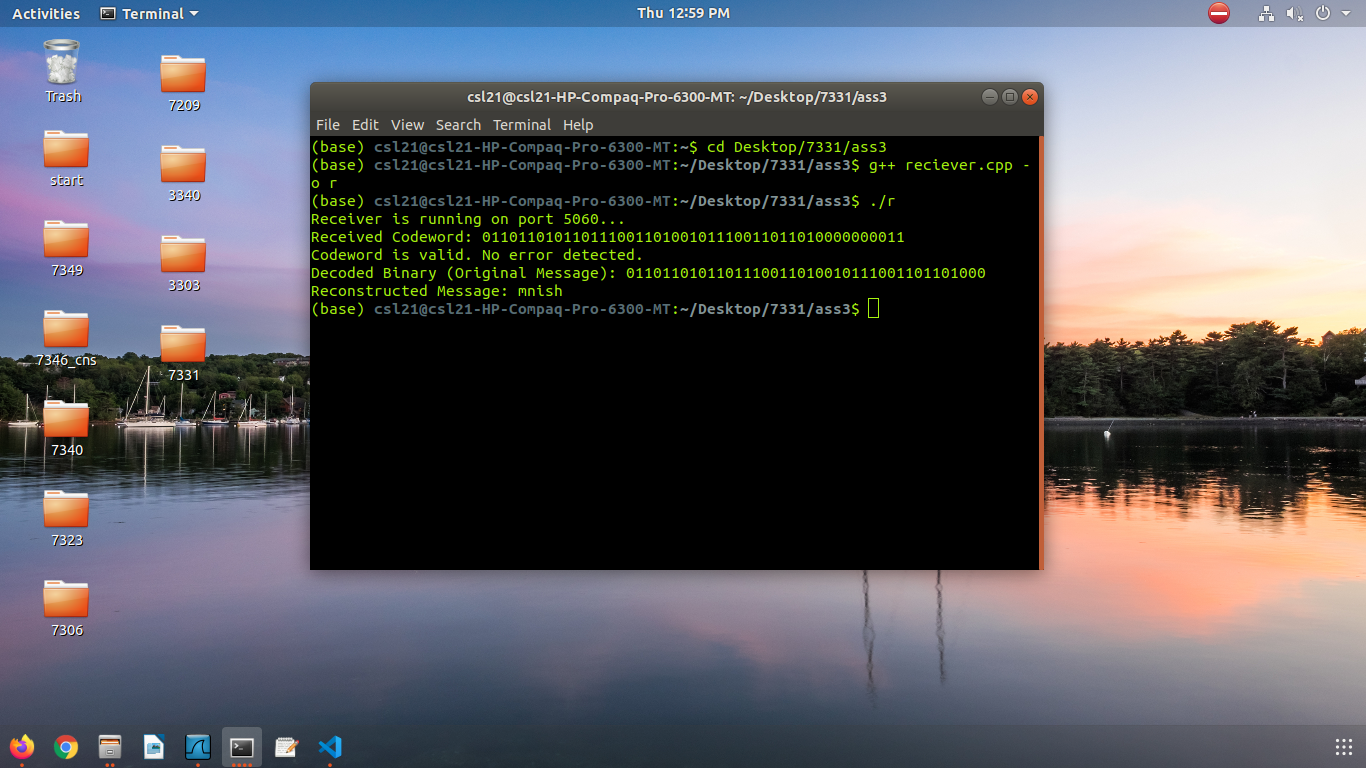 Activities
Terminal
Thu 12:59 PM
Trash
start
7349
7346_cns
7340
7323
7306
7209
3340
3303
7331
csl21@csl21-HP-Compaq-Pro-6300-MT: ~/Desktop/7331/ass3
File Edit View Search Terminal Help
(base) csl21@csl21-HP-Compaq-Pro-6300-MT:~$ cd Desktop/7331/ass3
(base) csl21@csl21-HP-Compaq-Pro-6300-MT:~/Desktop/7331/ass3$ g++ reciever.cpp -
o r
(base) csl21@csl21-HP-Compaq-Pro-6300-MT:~/Desktop/7331/ass3$ ./r
Receiver is running on port 5060...
Received Codeword: 01101101011011100110100101110011011010000000011
Codeword is valid. No error detected.
Decoded Binary (Original Message): 0110110101101110011010010111001101101000
Reconstructed Message: mnish
(base) csl21@csl21-HP-Compaq-Pro-6300-MT:~/Desktop/7331/ass3$